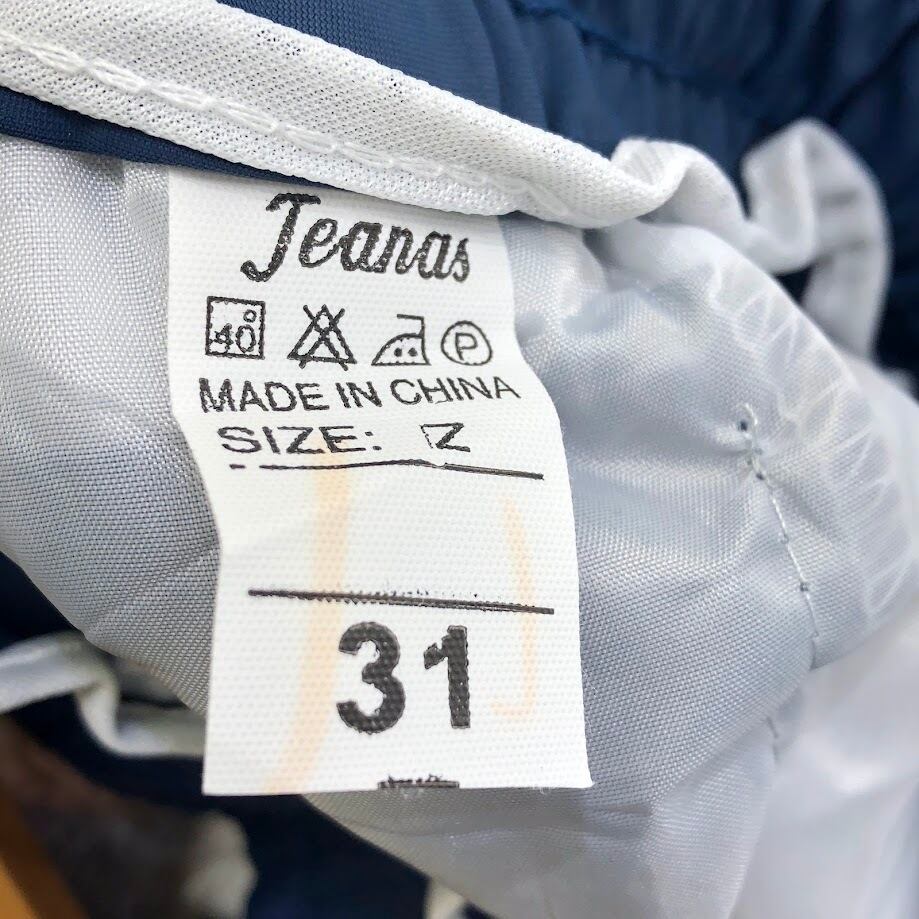 Jeanas
40° P
MADE IN CHINA
SIZE: Z
31